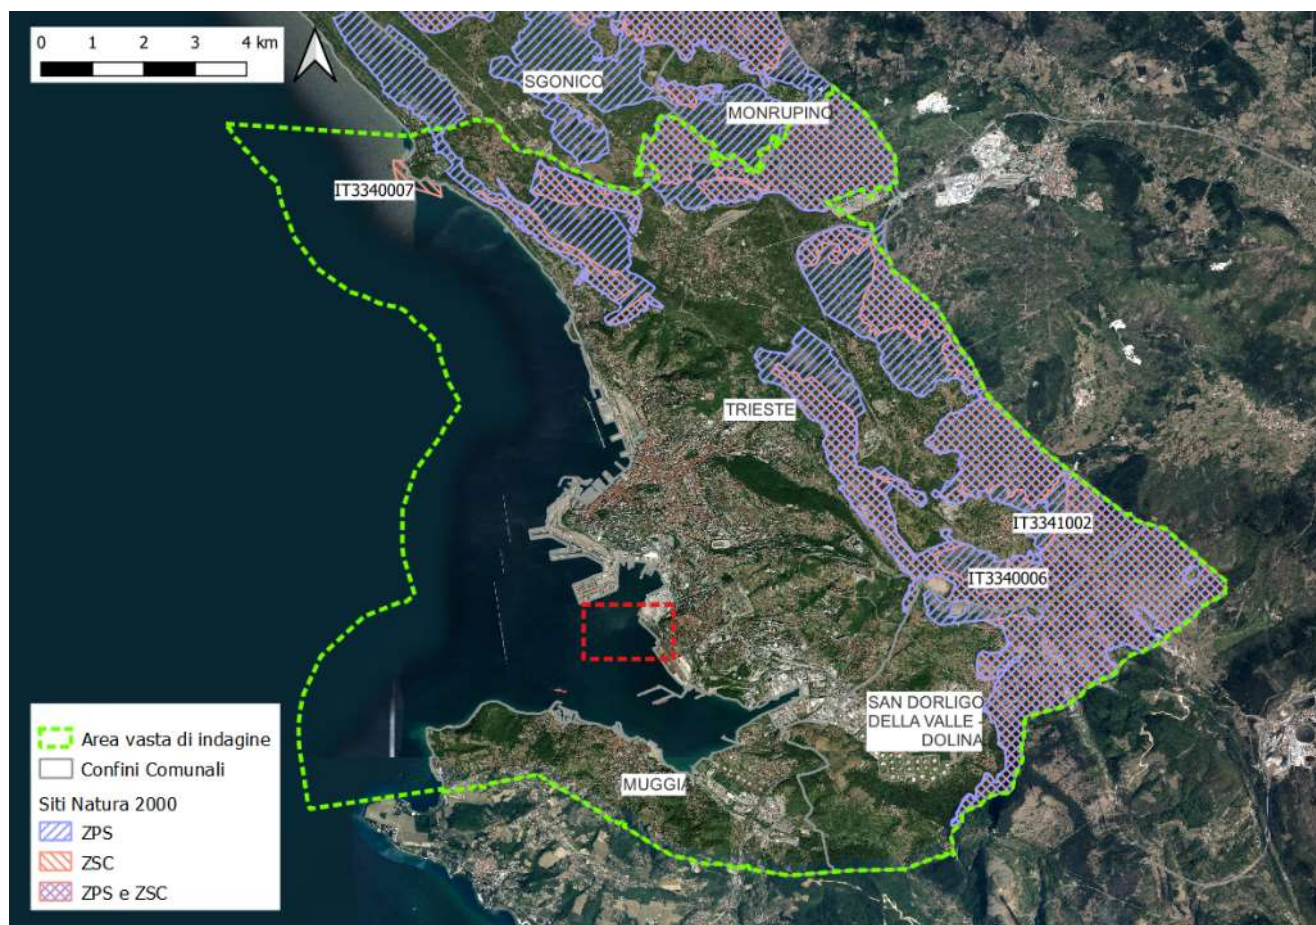 0 1 2 3 4 km
SGONICO
MONRUPINO
IT3340007
TRIESTE
IT3341002
IT3340006
SAN DORLIGO
DELLA VALLE -
DOLINA
MUGGIA
Area vasta di indagine
Confini Comunali
Siti Natura 2000
ZPS
ZSC
ZPS e ZSC